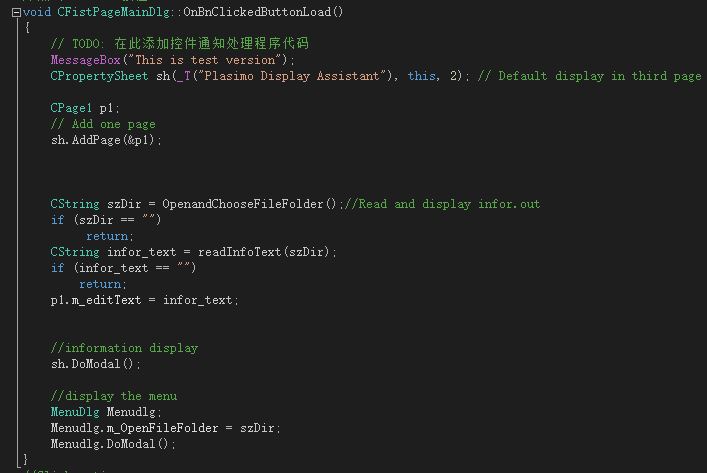 void CFistPageMainDlg::OnBnClickedButtonLoad()
{
// TODO: 在此添加控件通知处理程序代码
MessageBox("This is test version");
CPropertySheet sh(_T("Plasimo Display Assistant"), this, 2); // Default display in third page
CPage1 p1;
// Add one page
sh.AddPage(&p1);
CString szDir = OpenandChooseFileFolder();//Read and display infor.out
if (szDir == "")
return;
CString infor_text = readInfoText(szDir);
if (infor_text == "")
return;
p1.m_editText = infor_text;
//information display
sh.DoModal();
//display the menu
MenuDlg Menudlg;
Menudlg.m_OpenFileFolder = szDir;
Menudlg.DoModal();
}